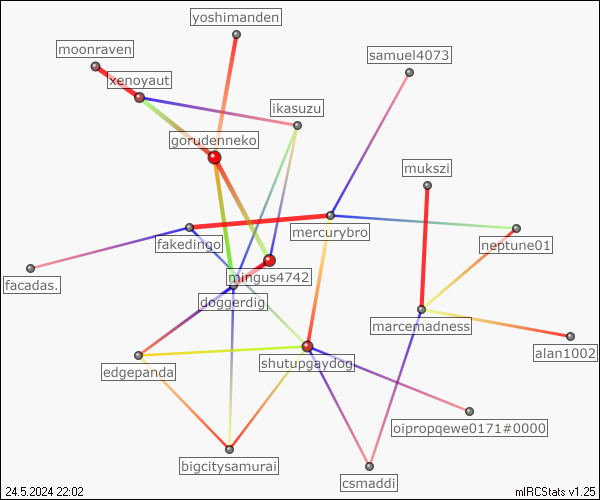 yoshimanden
moonraven
samuel4073
xenoyaut
ikasuzu
gorudenneko
mukszi
mercurybro
fakedingo
neptune01
mingus4742
facadas.
doggerdig
marcemadness
alan1002
shutupgaydog
edgepanda
oipropqewe0171#0000
bigcitysamurai
csmaddi
24.5.2024 22:02
mIRCStats v1.25